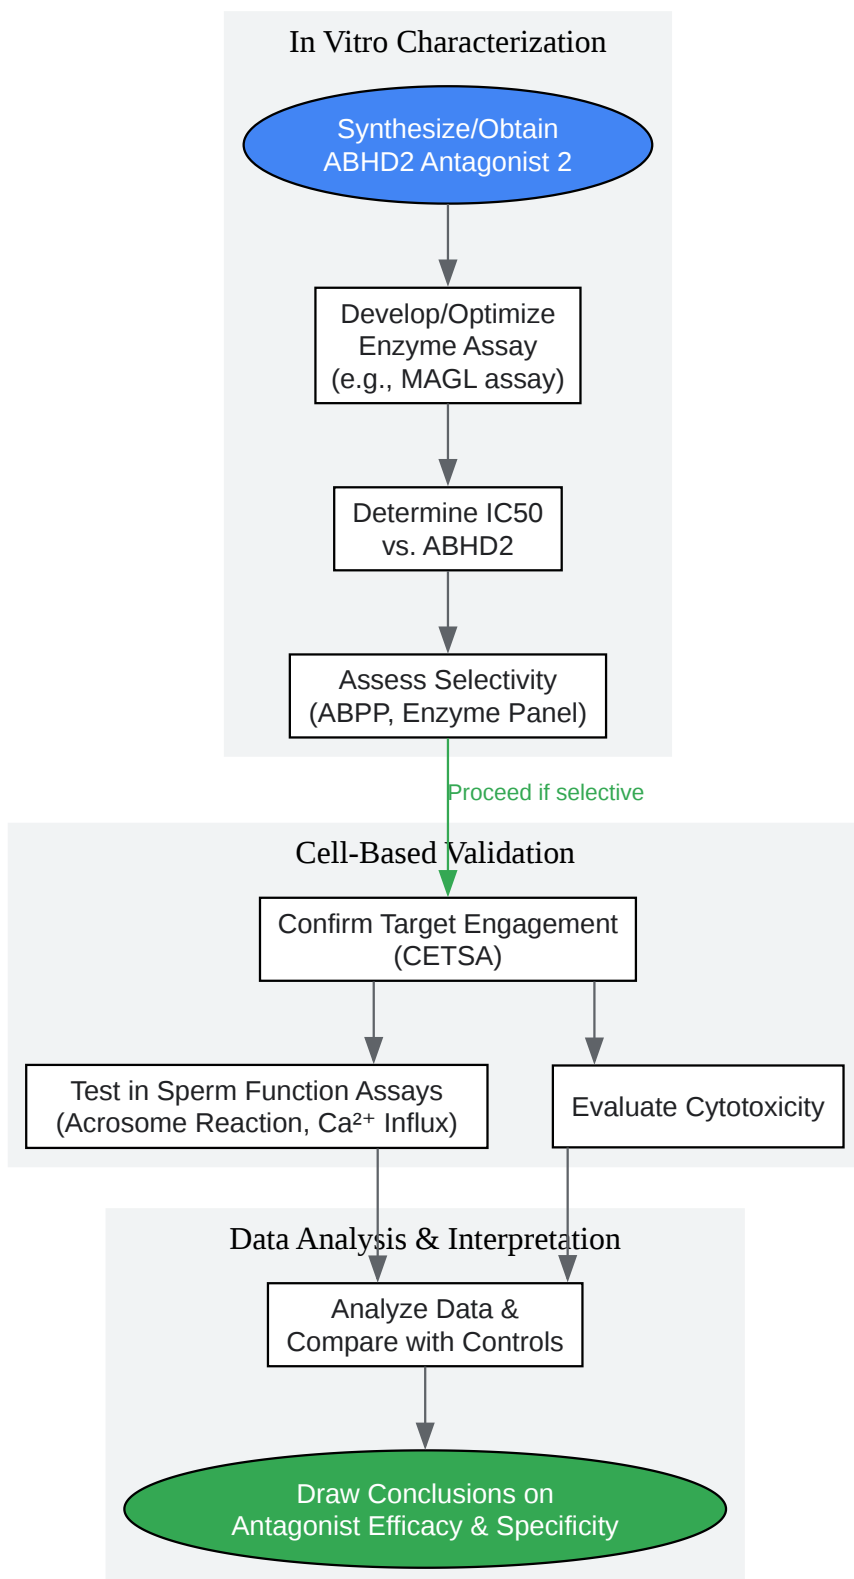 In Vitro Characterization
Synthesize/Obtain
ABHD2 Antagonist 2
Develop/Optimize
Enzyme Assay
(e.g., MAGL assay)
Determine IC50
vs. ABHD2
Assess Selectivity
(ABPP, Enzyme Panel)
Proceed if selective
Cell-Based Validation
Confirm Target Engagement
(CETSA)
Test in Sperm Function Assays
(Acrosome Reaction, Ca²⁺ Influx)
Evaluate Cytotoxicity
Data Analysis & Interpretation
Analyze Data &
Compare with Controls
Draw Conclusions on
Antagonist Efficacy & Specificity